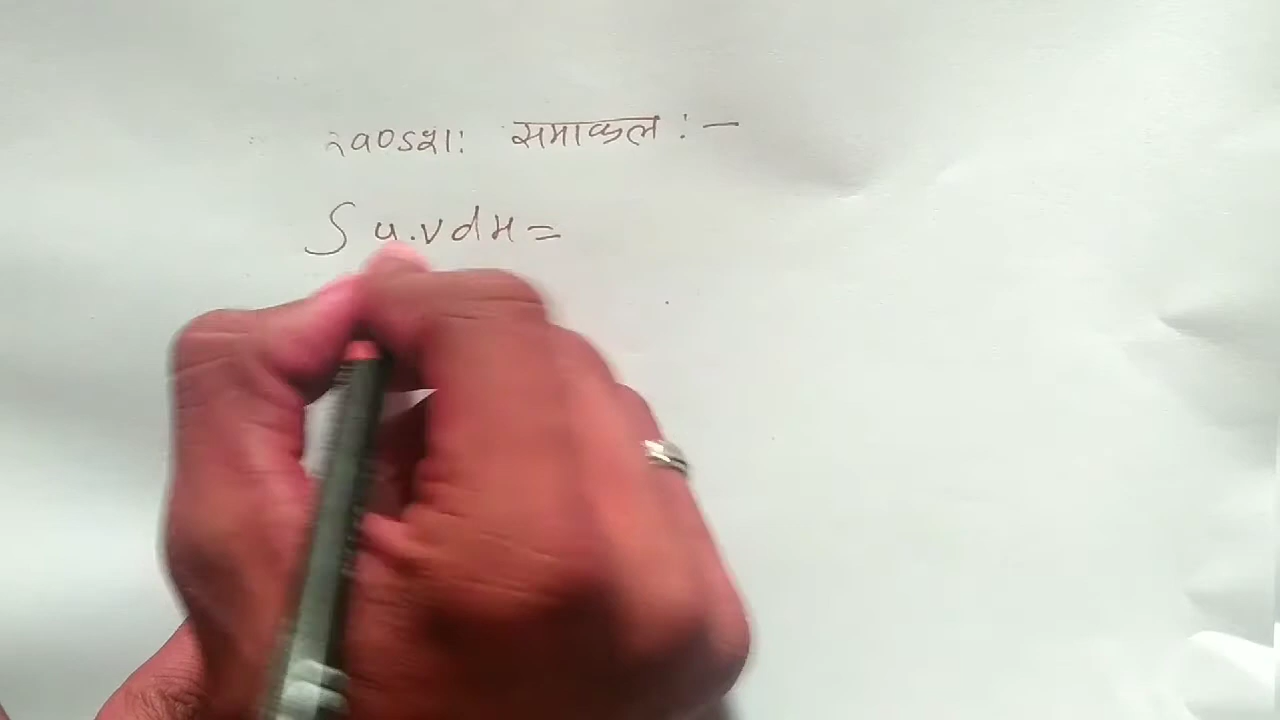 खण्डशः समाकल :-
∫ u.v dx =